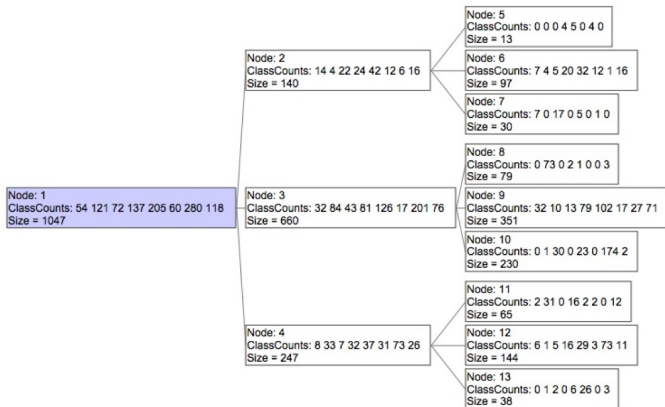 Node: 1
ClassCounts: 54 121 72 137 205 60 280 118
Size = 1047
Node: 2
ClassCounts: 14 4 22 24 42 12 6 16
Size = 140
Node: 3
ClassCounts: 32 84 43 81 126 17 201 76
Size = 660
Node: 4
ClassCounts: 8 33 7 32 37 31 73 26
Size = 247
Node: 5
ClassCounts: 0 0 0 4 5 0 4 0
Size = 13
Node: 6
ClassCounts: 7 4 5 20 32 12 1 16
Size = 97
Node: 7
ClassCounts: 7 0 17 0 5 0 1 0
Size = 30
Node: 8
ClassCounts: 0 73 0 2 1 0 0 3
Size = 79
Node: 9
ClassCounts: 32 10 13 79 102 17 27 71
Size = 351
Node: 10
ClassCounts: 0 1 30 0 23 0 174 2
Size = 230
Node: 11
ClassCounts: 2 31 0 16 2 2 0 12
Size = 65
Node: 12
ClassCounts: 6 1 5 16 29 3 73 11
Size = 144
Node: 13
ClassCounts: 0 1 2 0 6 26 0 3
Size = 38